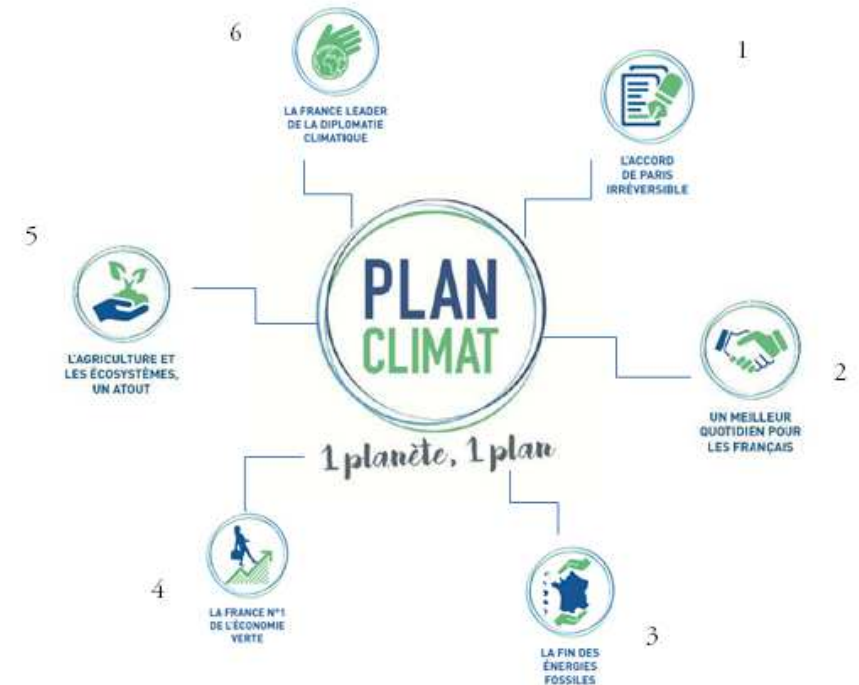 6
LA FRANCE LEADER
DE LA DIPLOMATIE
CLIMATIQUE
1
L'ACCORD
DE PARIS
IRRÉVERSIBLE
5
L'AGRICULTURE ET
LES ÉCOSYSTÈMES,
UN ATOUT
PLAN
CLIMAT
1 planète, 1 plan
2
UN MEILLEUR
QUOTIDIEN POUR
LES FRANÇAIS
4
LA FRANCE N°1
DE L'ÉCONOMIE
VERTE
3
LA FIN DES
ÉNERGIES
FOSSILES